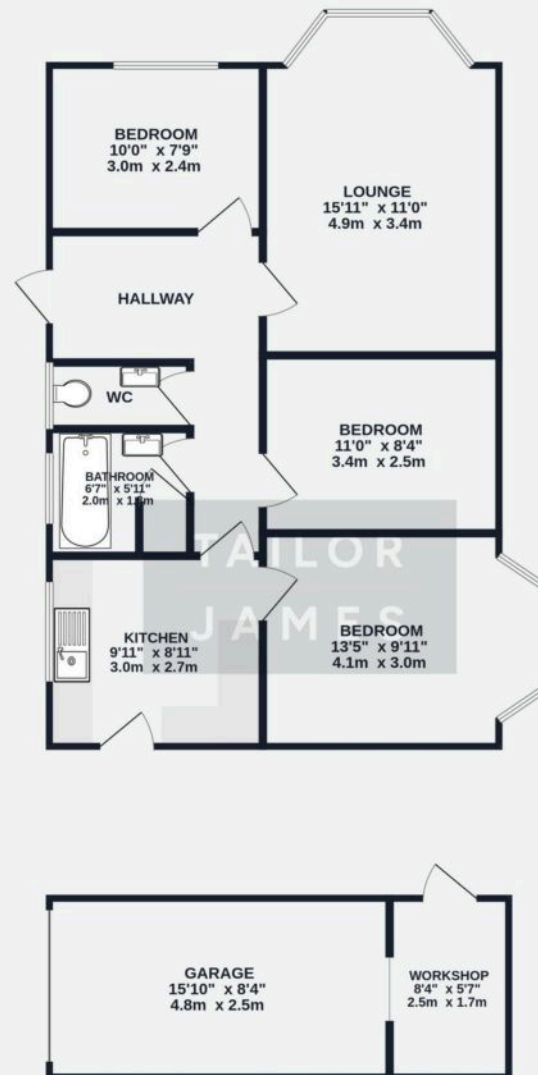 BEDROOM
10'0" x 7'9"
3.0m x 2.4m
LOUNGE
15'11" x 11'0"
4.9m x 3.4m
HALLWAY
WC
BEDROOM
11'0" x 8'4"
3.4m x 2.5m
BATHROOM
6'7" x 5'11"
2.0m x
TAILOR
JAMES
KITCHEN
9'11" x 8'11"
3.0m x 2.7m
BEDROOM
13'5" x 9'11"
4.1m x 3.0m
GARAGE
15'10" x 8'4"
4.8m x 2.5m
WORKSHOP
8'4" x 5'7"
2.5m x 1.7m